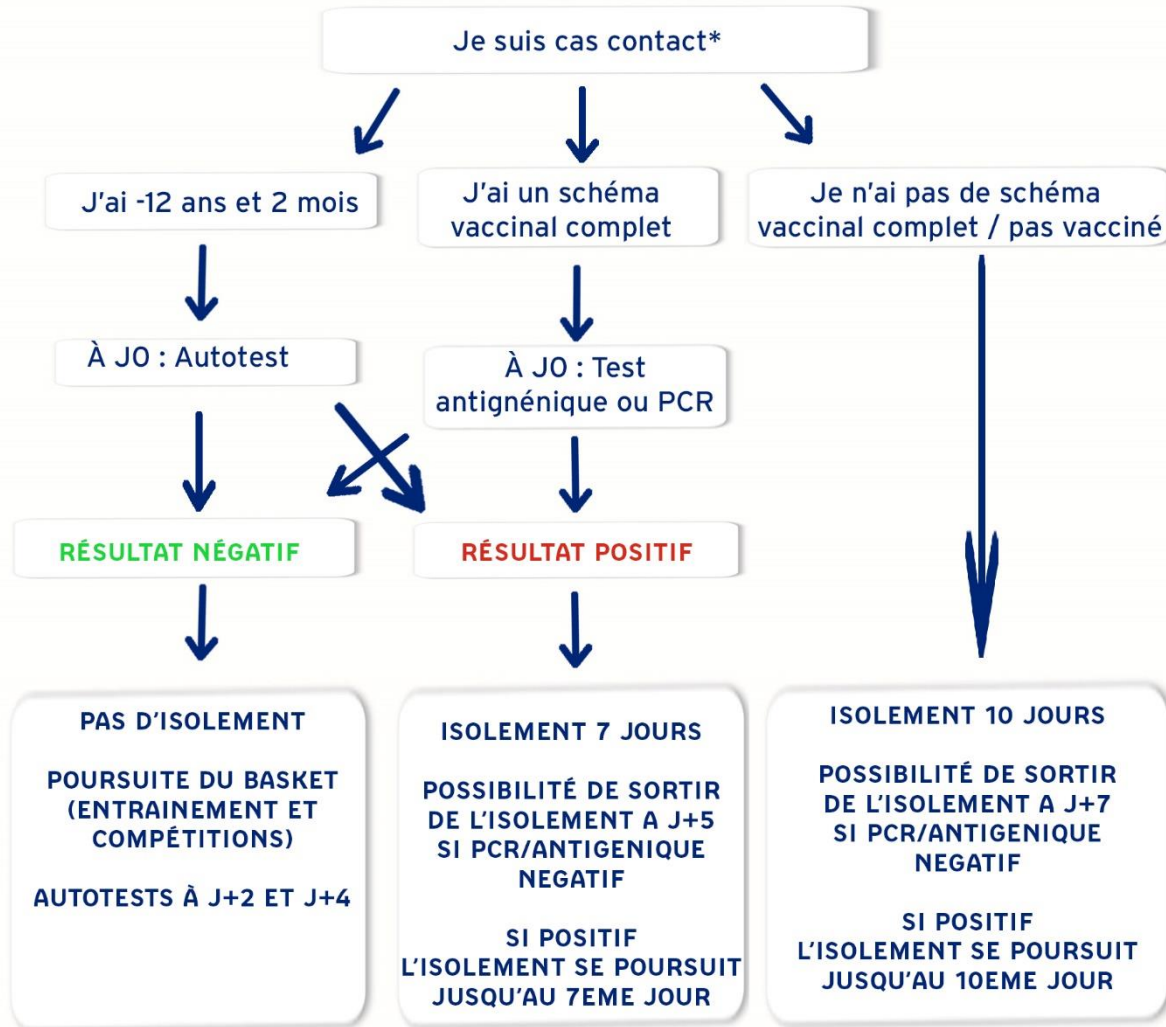 Je suis cas contact*
J'ai -12 ans et 2 mois
J'ai un schéma
vaccinal complet
Je n'ai pas de schéma
vaccinal complet / pas vacciné
À JO : Autotest
À JO : Test
antignénique ou PCR
RÉSULTAT NÉGATIF
RÉSULTAT POSITIF
PAS D'ISOLEMENT
POURSUITE DU BASKET
(ENTRAINEMENT ET
COMPÉTITIONS)
AUTOTESTS À J+2 ET J+4
ISOLEMENT 7 JOURS
POSSIBILITÉ DE SORTIR
DE L'ISOLEMENT A J+5
SI PCR/ANTIGENIQUE
NEGATIF
SI POSITIF
L'ISOLEMENT SE POURSUIT
JUSQU'AU 7EME JOUR
ISOLEMENT 10 JOURS
POSSIBILITÉ DE SORTIR
DE L'ISOLEMENT A J+7
SI PCR/ANTIGENIQUE
NEGATIF
SI POSITIF
L'ISOLEMENT SE POURSUIT
JUSQU'AU 10EME JOUR